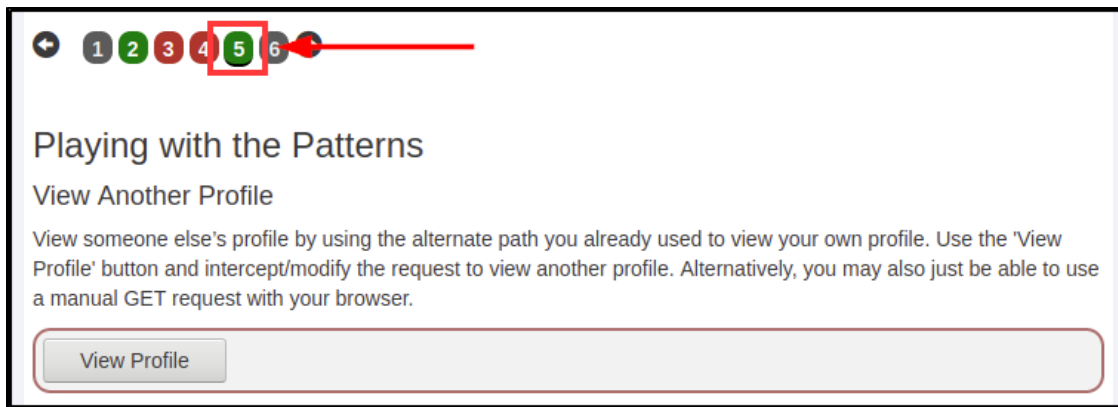 1 2 3 4 5 6
Playing with the Patterns
View Another Profile
View someone else’s profile by using the alternate path you already used to view your own profile. Use the 'View
Profile' button and intercept/modify the request to view another profile. Alternatively, you may also just be able to use
a manual GET request with your browser.
View Profile